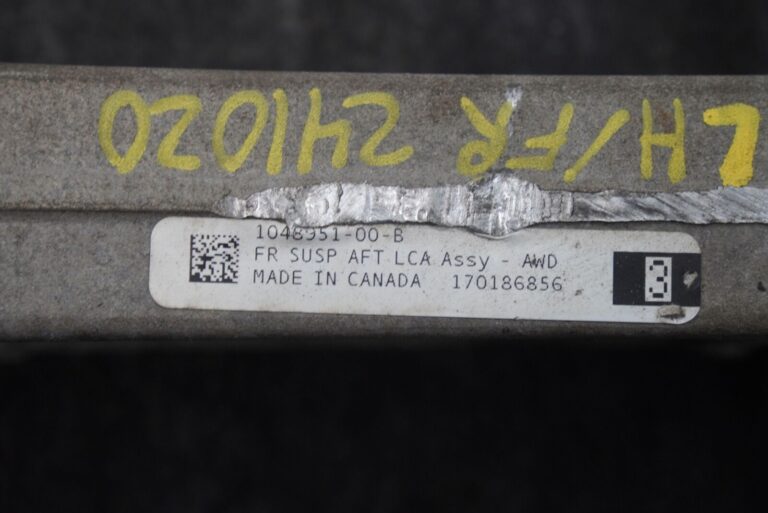 LH/FR 241020
1048951-00-B
FR SUSP AFT LCA Assy - AWD
MADE IN CANADA 170186856
3